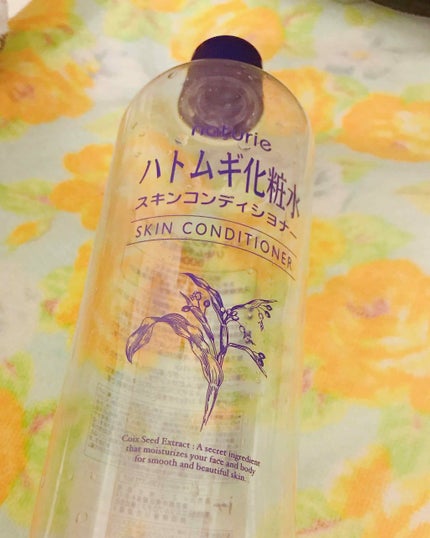 naturie
ハトムギ化粧水
スキンコンディショナー
SKIN CONDITIONER
Coix Seed Extract : A secret ingredient
that moisturizes your face and body
for smooth and beautiful skin.